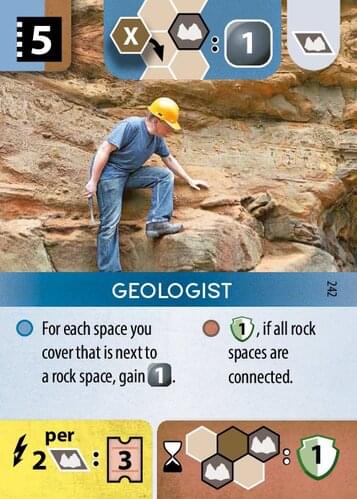 5
X : 1
GEOLOGIST
242
For each space you
cover that is next to
a rock space, gain 1.
, if all rock
1
spaces are
connected.
per
2 : 3
: 1